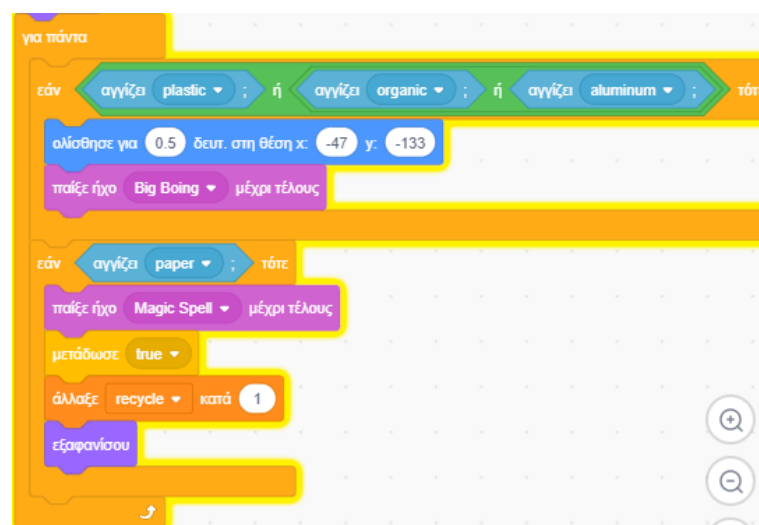 για πάντα
εάν αγγίζει plastic ; ή αγγίζει organic ; ή αγγίζει aluminum ; τότ
ολίσθησε για 0.5 δευτ. στη θέση x: -47 y: -133
παίξε ήχο Big Boing μέχρι τέλους
εάν αγγίζει paper ; τότε
παίξε ήχο Magic Spell μέχρι τέλους
μετάδωσε true
άλλαξε recycle κατά 1
εξαφανίσου